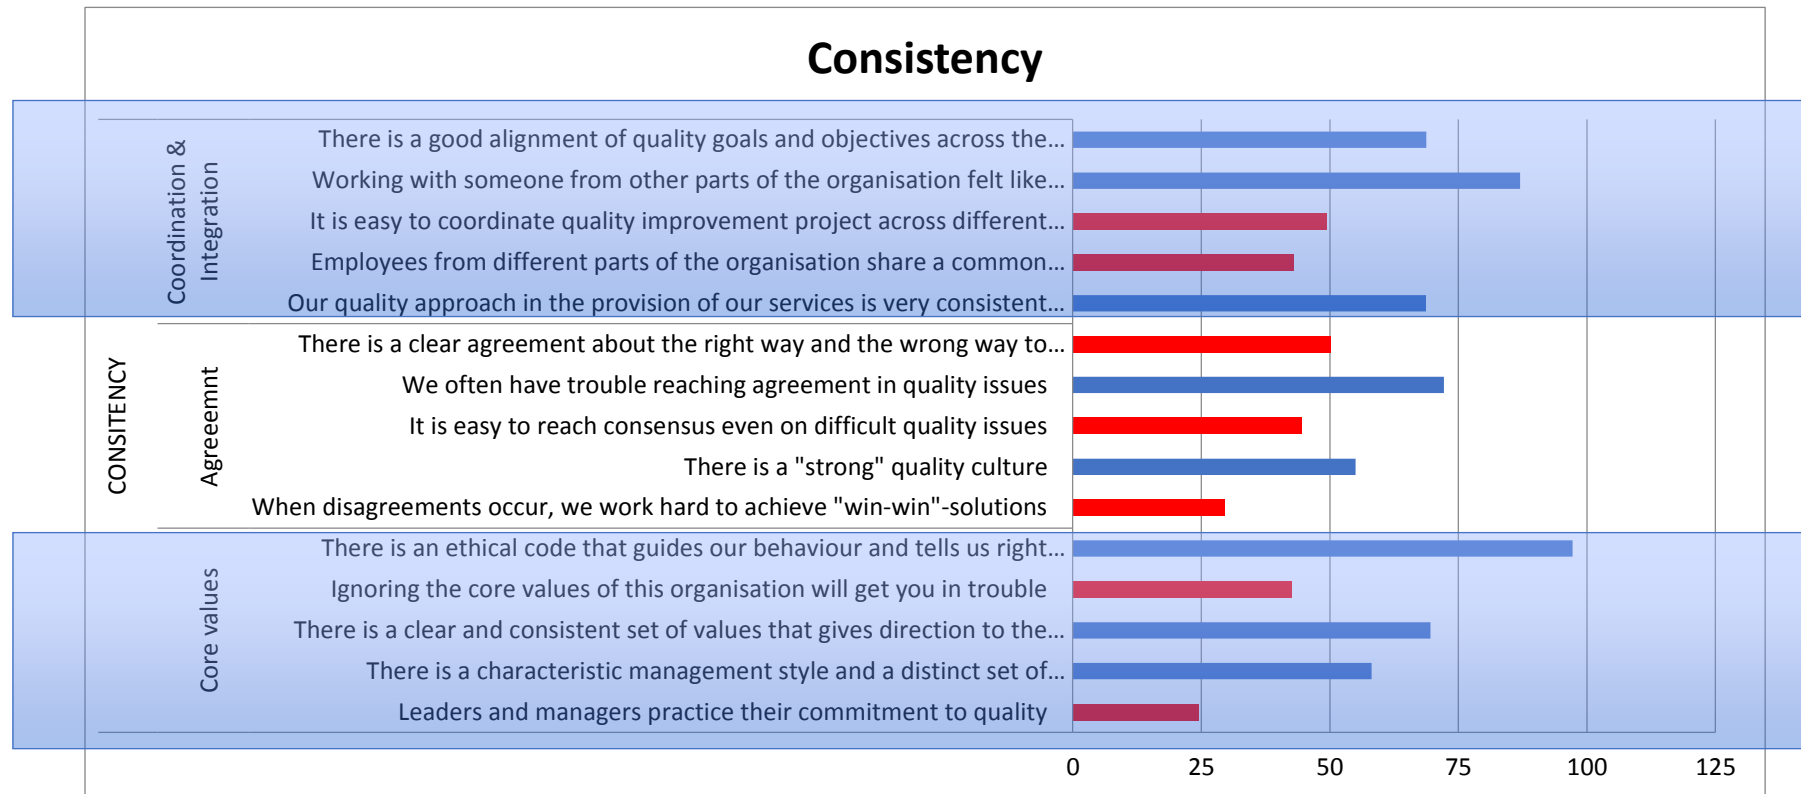 Consistency
CONSITENCY
Coordination &
Integration
There is a good alignment of quality goals and objectives across the...
Working with someone from other parts of the organisation felt like...
It is easy to coordinate quality improvement project across different...
Employees from different parts of the organisation share a common...
Our quality approach in the provision of our services is very consistent...
Agreeemnt
There is a clear agreement about the right way and the wrong way to...
We often have trouble reaching agreement in quality issues
It is easy to reach consensus even on difficult quality issues
There is a "strong" quality culture
When disagreements occur, we work hard to achieve "win-win"-solutions
Core values
There is an ethical code that guides our behaviour and tells us right...
Ignoring the core values of this organisation will get you in trouble
There is a clear and consistent set of values that gives direction to the...
There is a characteristic management style and a distinct set of...
Leaders and managers practice their commitment to quality
0 25 50 75 100 125